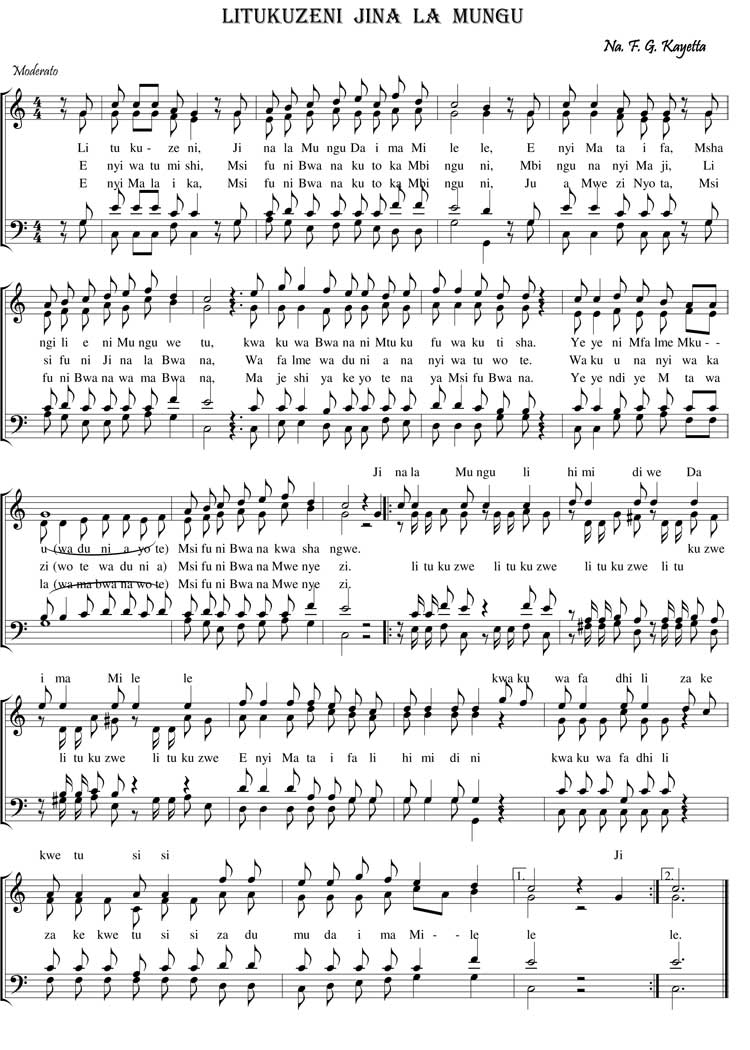 LITUKUZENI JINA LA MUNGU
Na. F. G. Kayetta
Moderato
Li tu ku- ze ni, Ji na la Mu ngu Da i ma Mi le le, E nyi Ma ta i fa, Msha
E nyi wa tu mi shi, Msi fu ni Bwa na ku to ka Mbi ngu ni, Mbi ngu na nyi Ma ji, Li
E nyi Ma la i ka, Msi fu ni Bwa na ku to ka Mbi ngu ni, Ju a Mwe zi Nyo ta, Msi
ngi li e ni Mu ngu we tu, kwa ku wa Bwa na ni Mtu ku fu wa ku ti sha. Ye ye ni Mfa lme Mku - -
si fu ni Ji na la Bwa na, Wa fa lme wa du ni a na nyi wa tu wo te. Wa ku u na nyi wa ka
fu ni Bwa na wa ma Bwa na, Ma je shi ya ke yo te na ya Msi fu Bwa na. Ye ye ndi ye M ta wa
Ji na la Mu ngu li hi mi di we Da
u (wa du ni a yo te) Msi fu ni Bwa na kwa sha ngwe. ku zwe
zi (wo te wa du ni a) Msi fu ni Bwa na Mwe nye zi. li tu ku zwe li tu ku zwe li tu ku zwe li tu
la (wa ma bwa na wo te) Msi fu ni Bwa na Mwe nye zi.
i ma Mi le le kwa ku wa fa dhi li za ke
li tu ku zwe li tu ku zwe E nyi Ma ta i fa li hi mi di ni kwa ku wa fa dhi li
kwe tu si si 1. Ji 2.
za ke kwe tu si si za du mu da i ma Mi - - le le le.